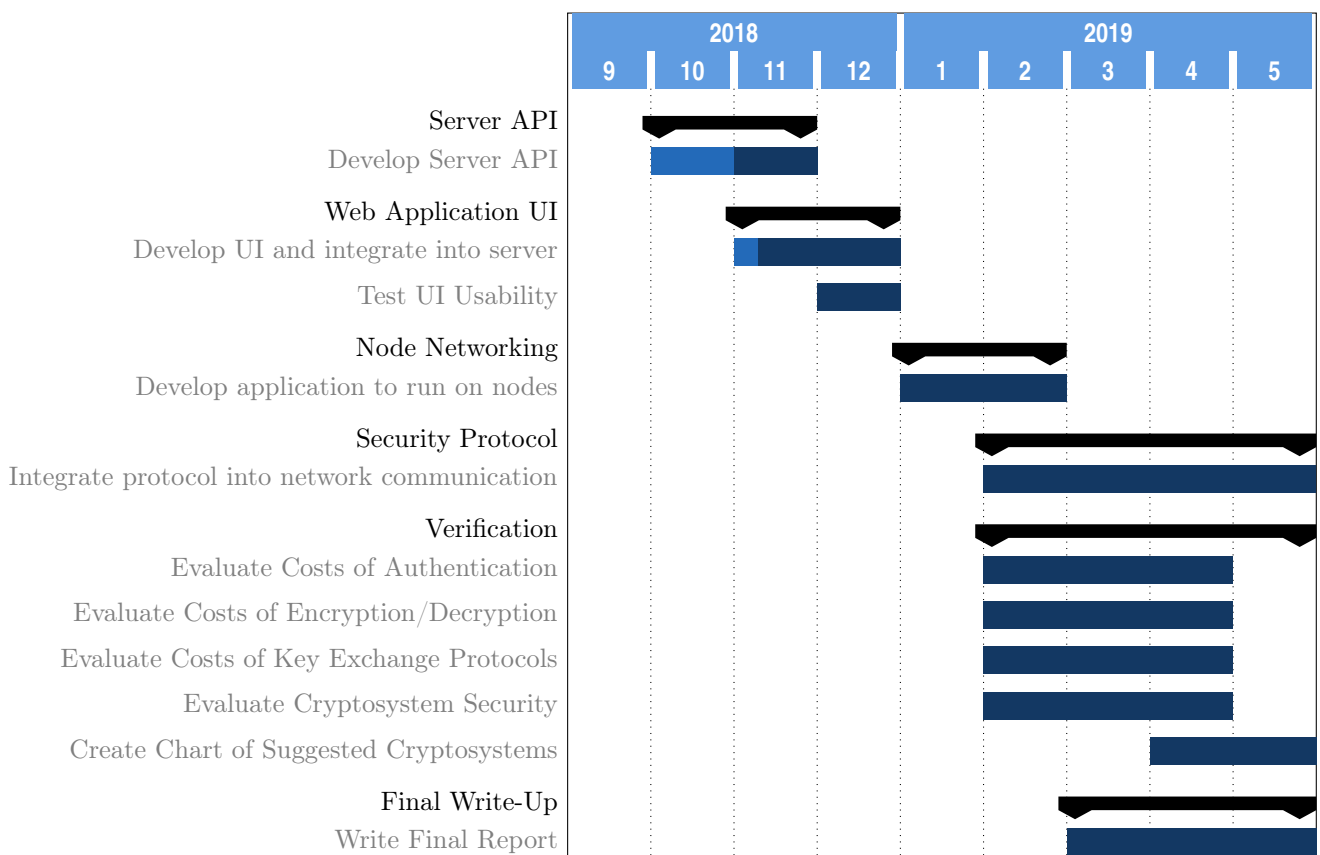 2018 2019
9 10 11 12 1 2 3 4 5
Server API
Develop Server API
Web Application UI
Develop UI and integrate into server
Test UI Usability
Node Networking
Develop application to run on nodes
Security Protocol
Integrate protocol into network communication
Verification
Evaluate Costs of Authentication
Evaluate Costs of Encryption/Decryption
Evaluate Costs of Key Exchange Protocols
Evaluate Cryptosystem Security
Create Chart of Suggested Cryptosystems
Final Write-Up
Write Final Report